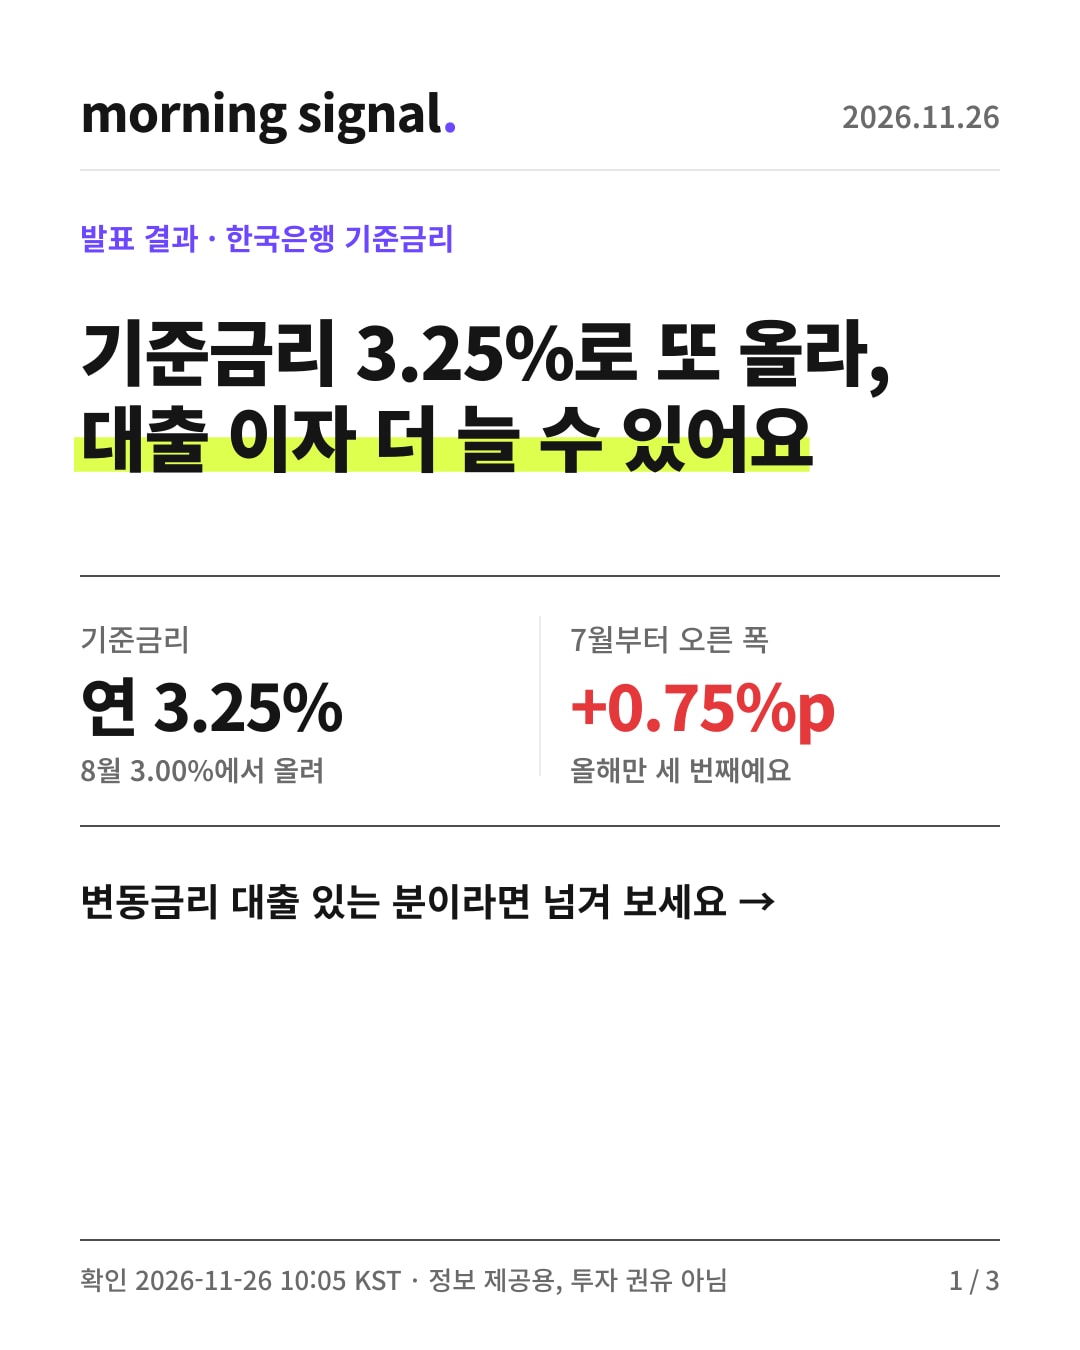 morning signal.
2026.11.26
발표 결과 · 한국은행 기준금리
기준금리 3.25%로 또 올라,
대출 이자 더 늘 수 있어요
기준금리
연 3.25%
8월 3.00%에서 올려
7월부터 오른 폭
+0.75%p
올해만 세 번째예요
변동금리 대출 있는 분이라면 넘겨 보세요 →
확인 2026-11-26 10:05 KST · 정보 제공용, 투자 권유 아님
1 / 3